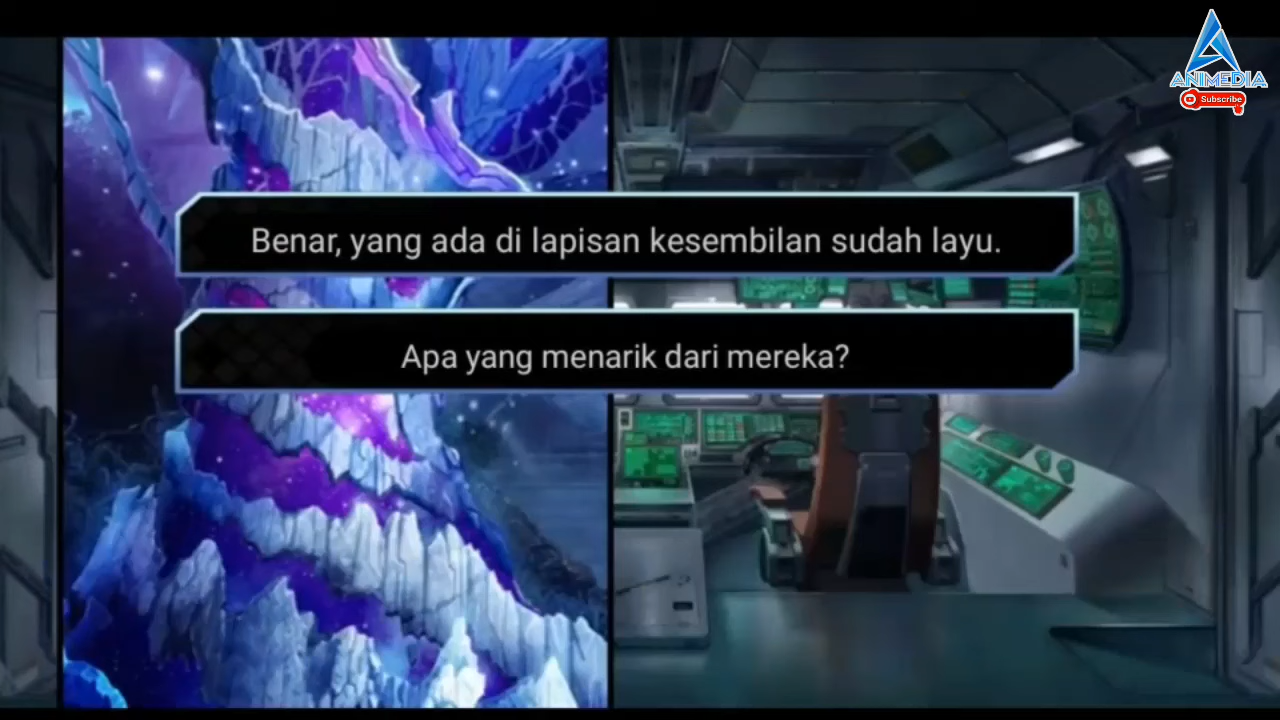 ANIMEDIA
Subscribe
Benar, yang ada di lapisan kesembilan sudah layu.
Apa yang menarik dari mereka?